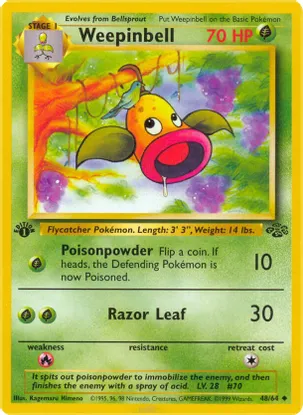 STAGE 1
Evolves from Bellsprout
Put Weepinbell on the Basic Pokémon
Weepinbell
70 HP
Flycatcher Pokémon. Length: 3' 3", Weight: 14 lbs.
EDITION
1
Poisonpowder Flip a coin. If
heads, the Defending Pokémon is
now Poisoned.
10
Razor Leaf
30
weakness
resistance
retreat cost
It spits out poisonpowder to immobilize the enemy, and then
finishes the enemy with a spray of acid. LV. 28 #70
Illus. Kagemaru Himeno
©1995, 96, 98 Nintendo, Creatures, GAMEFREAK. ©1999 Wizards.
48/64